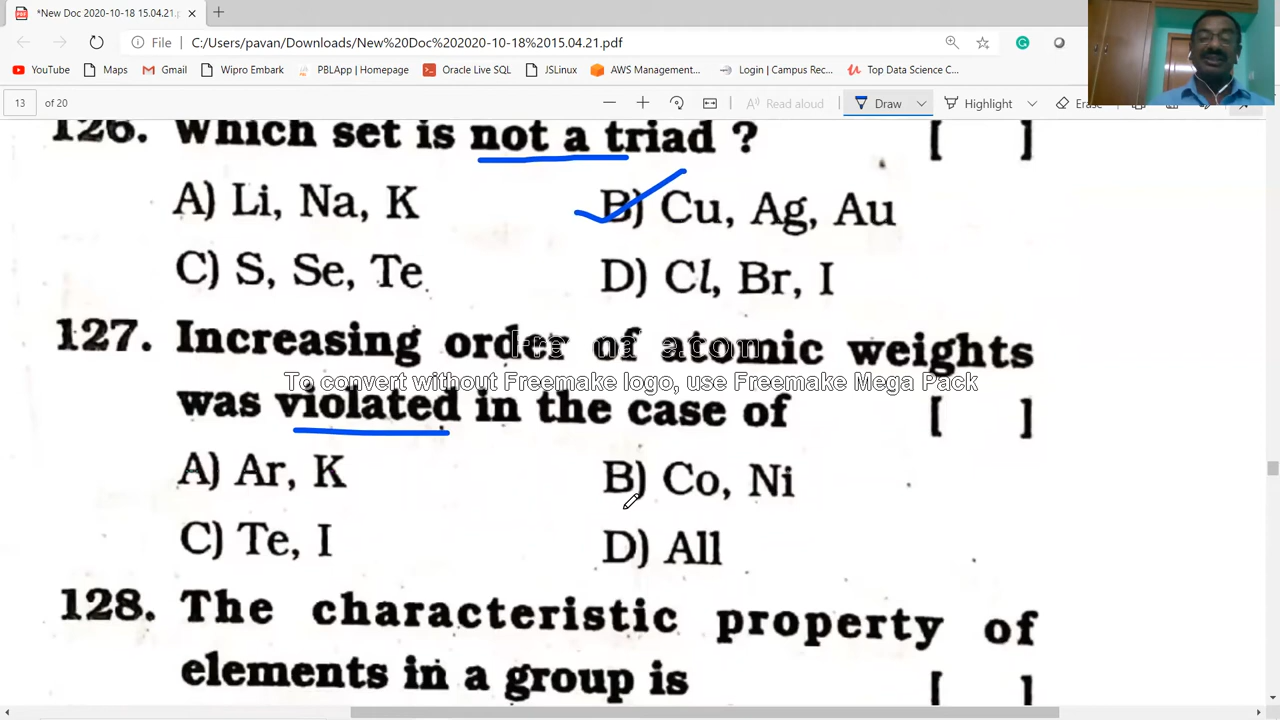 *New Doc 2020-10-18 15.04.21.p
File C:/Users/pavan/Downloads/New%20Doc%202020-10-18%2015.04.21.pdf
YouTube Maps Gmail Wipro Embark PBLApp | Homepage Oracle Live SQL JSLinux AWS Management... Login | Campus Rec... Top Data Science C...
13 of 20 Read aloud Draw Highlight Erase
126. Which set is not a triad ? [ ]
A) Li, Na, K B) Cu, Ag, Au
C) S, Se, Te D) Cl, Br, I
127. Increasing order of atomic weights
To convert without Freemake logo, use Freemake Mega Pack
was violated in the case of [ ]
A) Ar, K B) Co, Ni
C) Te, I D) All
128. The characteristic property of
elements in a group is [ ]